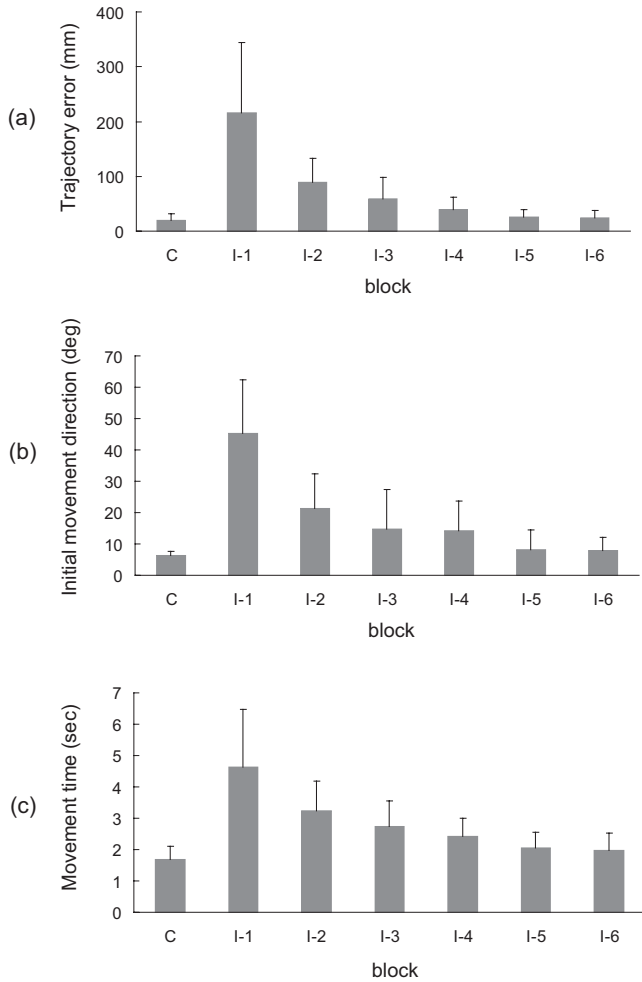 (a)
Trajectory error (mm)
400
300
200
100
0
C I-1 I-2 I-3 I-4 I-5 I-6
block
(b)
Initial movement direction (deg)
70
60
50
40
30
20
10
0
C I-1 I-2 I-3 I-4 I-5 I-6
block
(c)
Movement time (sec)
7
6
5
4
3
2
1
0
C I-1 I-2 I-3 I-4 I-5 I-6
block